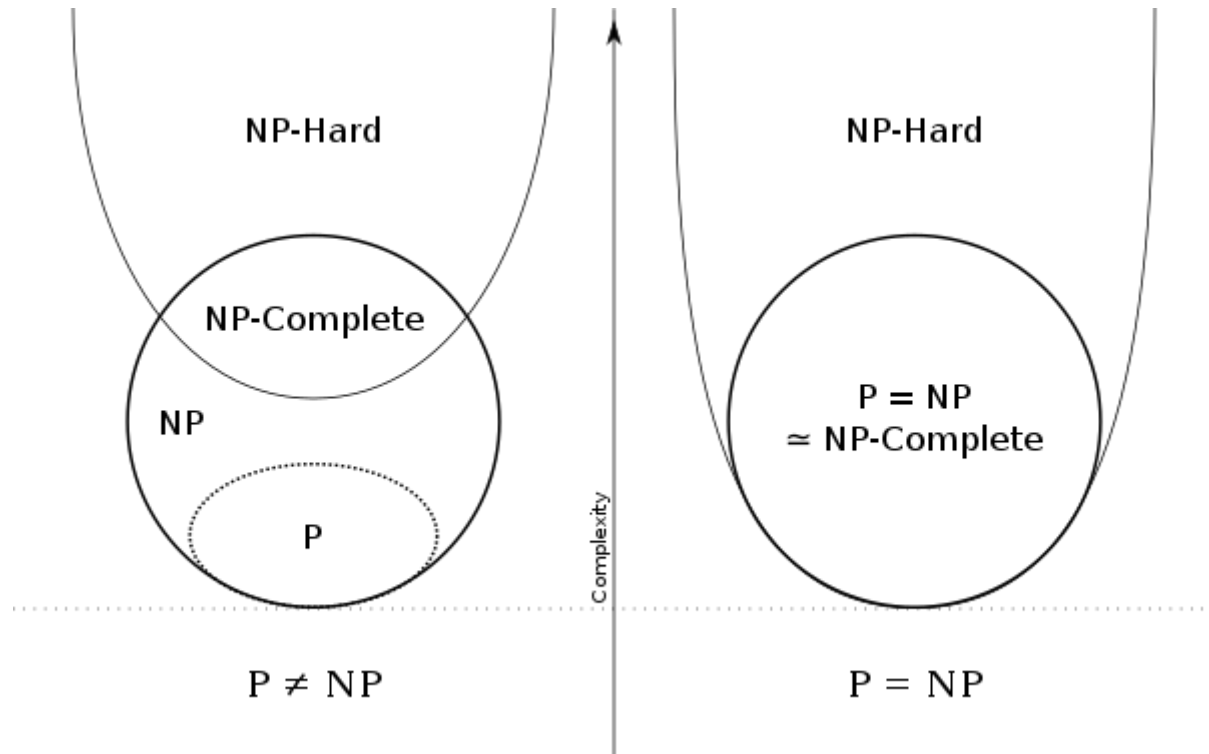 NP-Hard
NP-Complete
NP
P
P ≠ NP
Complexity
NP-Hard
P = NP
≃ NP-Complete
P = NP